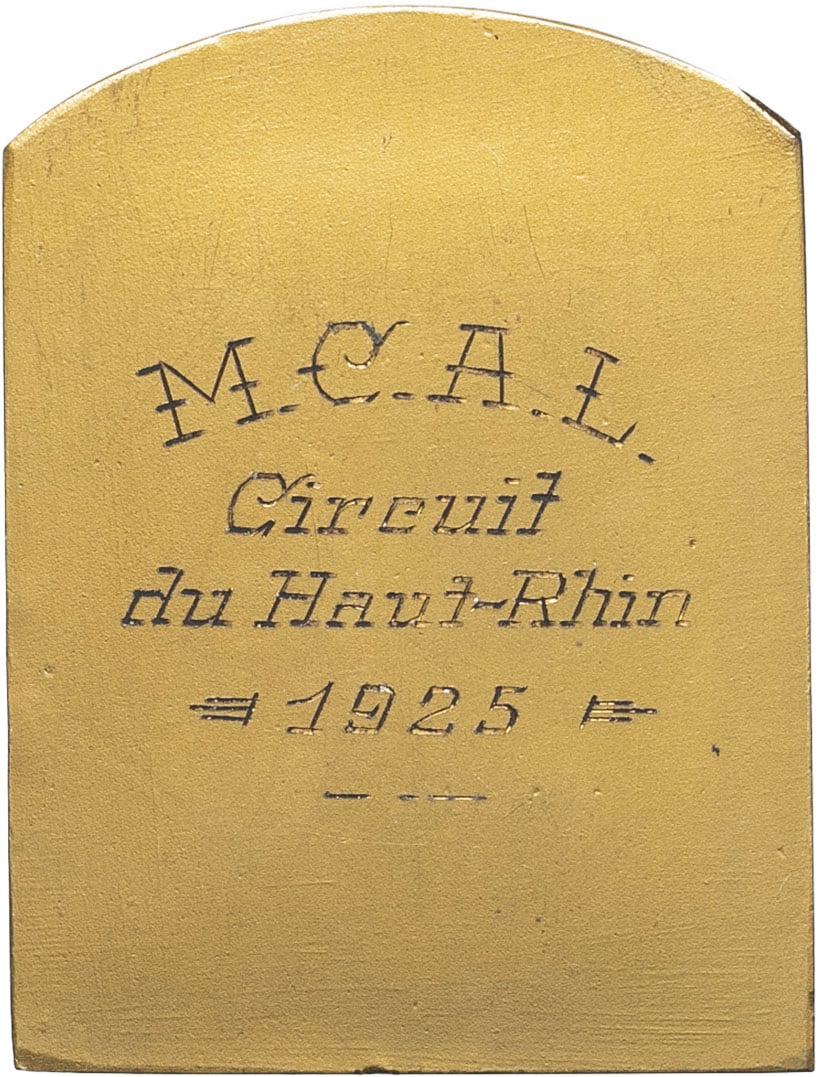 M.C.A.L.
Circuit
du Haut-Rhin
1925